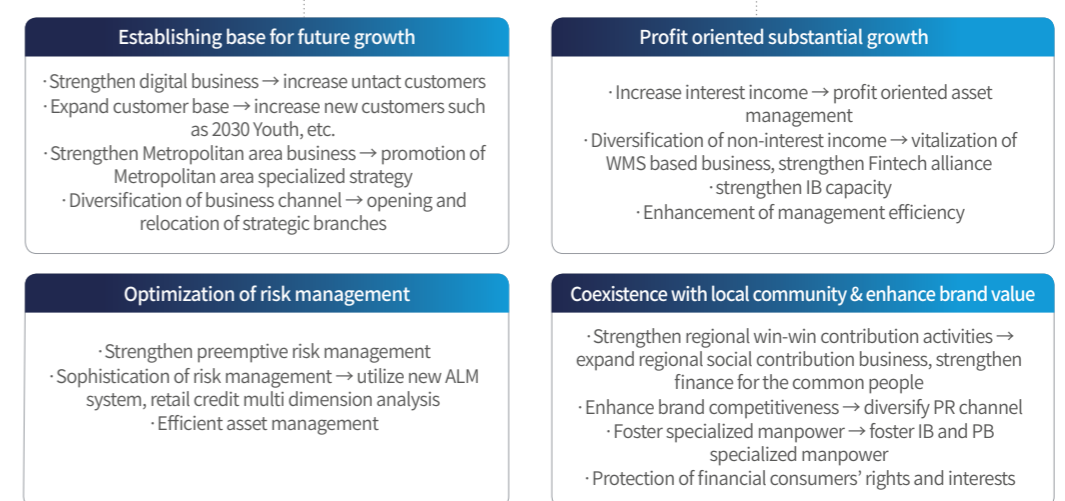 Establishing base for future growth
·Strengthen digital business → increase untact customers
·Expand customer base → increase new customers such
as 2030 Youth, etc.
·Strengthen Metropolitan area business → promotion of
Metropolitan area specialized strategy
·Diversification of business channel → opening and
relocation of strategic branches
Profit oriented substantial growth
·Increase interest income → profit oriented asset
management
·Diversification of non-interest income → vitalization of
WMS based business, strengthen Fintech alliance
·strengthen IB capacity
·Enhancement of management efficiency
Optimization of risk management
·Strengthen preemptive risk management
·Sophistication of risk management → utilize new ALM
system, retail credit multi dimension analysis
·Efficient asset management
Coexistence with local community & enhance brand value
·Strengthen regional win-win contribution activities →
expand regional social contribution business, strengthen
finance for the common people
·Enhance brand competitiveness → diversify PR channel
·Foster specialized manpower → foster IB and PB
specialized manpower
·Protection of financial consumers’ rights and interests